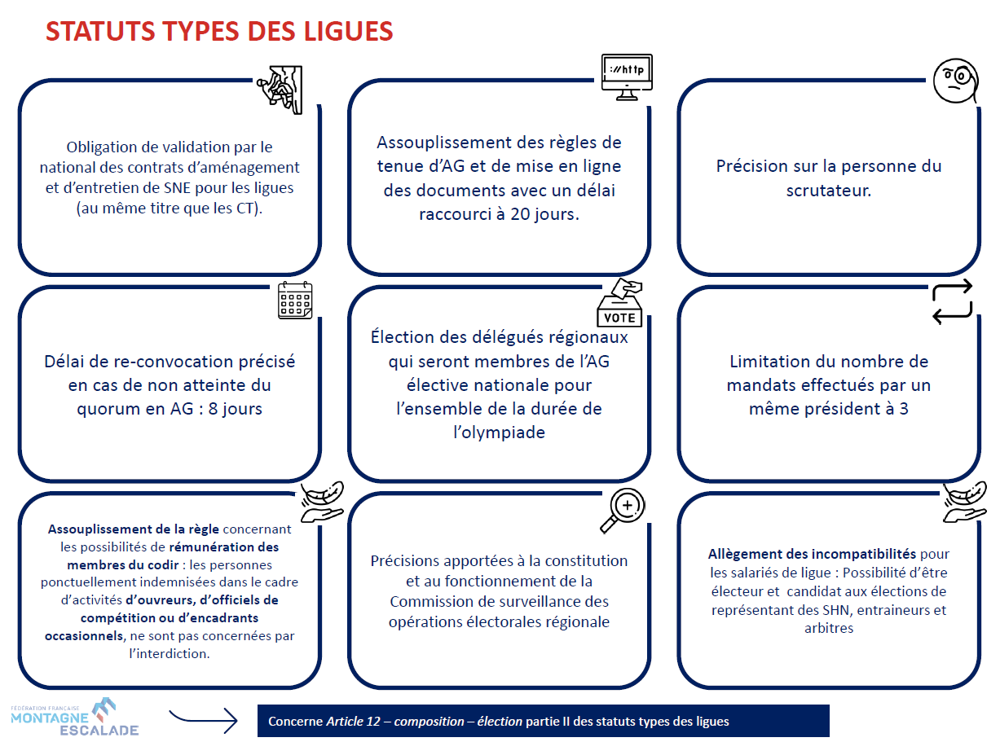 STATUTS TYPES DES LIGUES
Obligation de validation par le
national des contrats d’aménagement
et d’entretien de SNE pour les ligues
(au même titre que les CT).
://http
Assouplissement des règles de
tenue d’AG et de mise en ligne
des documents avec un délai
raccourci à 20 jours.
Précision sur la personne du
scrutateur.
Délai de re-convocation précisé
en cas de non atteinte du
quorum en AG : 8 jours
VOTE
Élection des délégués régionaux
qui seront membres de l’AG
élective nationale pour
l’ensemble de la durée de
l’olympiade
Limitation du nombre de
mandats effectués par un
même président à 3
Assouplissement de la règle concernant
les possibilités de rémunération des
membres du codir : les personnes
ponctuellement indemnisées dans le cadre
d’activités d’ouvreurs, d’officiels de
compétition ou d’encadrants
occasionnels, ne sont pas concernées par
l’interdiction.
Précisions apportées à la constitution
et au fonctionnement de la
Commission de surveillance des
opérations électorales régionale
Allègement des incompatibilités pour
les salariés de ligue : Possibilité d’être
électeur et candidat aux élections de
représentant des SHN, entraineurs et
arbitres
FÉDÉRATION FRANÇAISE
MONTAGNE
ESCALADE
Concerne Article 12 – composition – élection partie II des statuts types des ligues